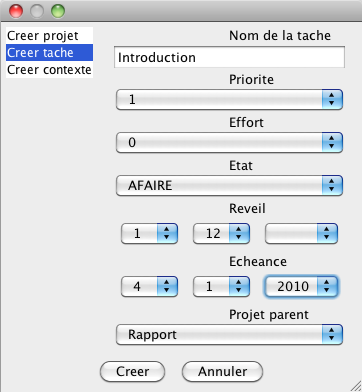 Creer projet
Creer tache
Creer contexte
Nom de la tache
Introduction
Priorite
1
Effort
0
Etat
AFAIRE
Reveil
1 12
Echeance
4 1 2010
Projet parent
Rapport
Creer Annuler